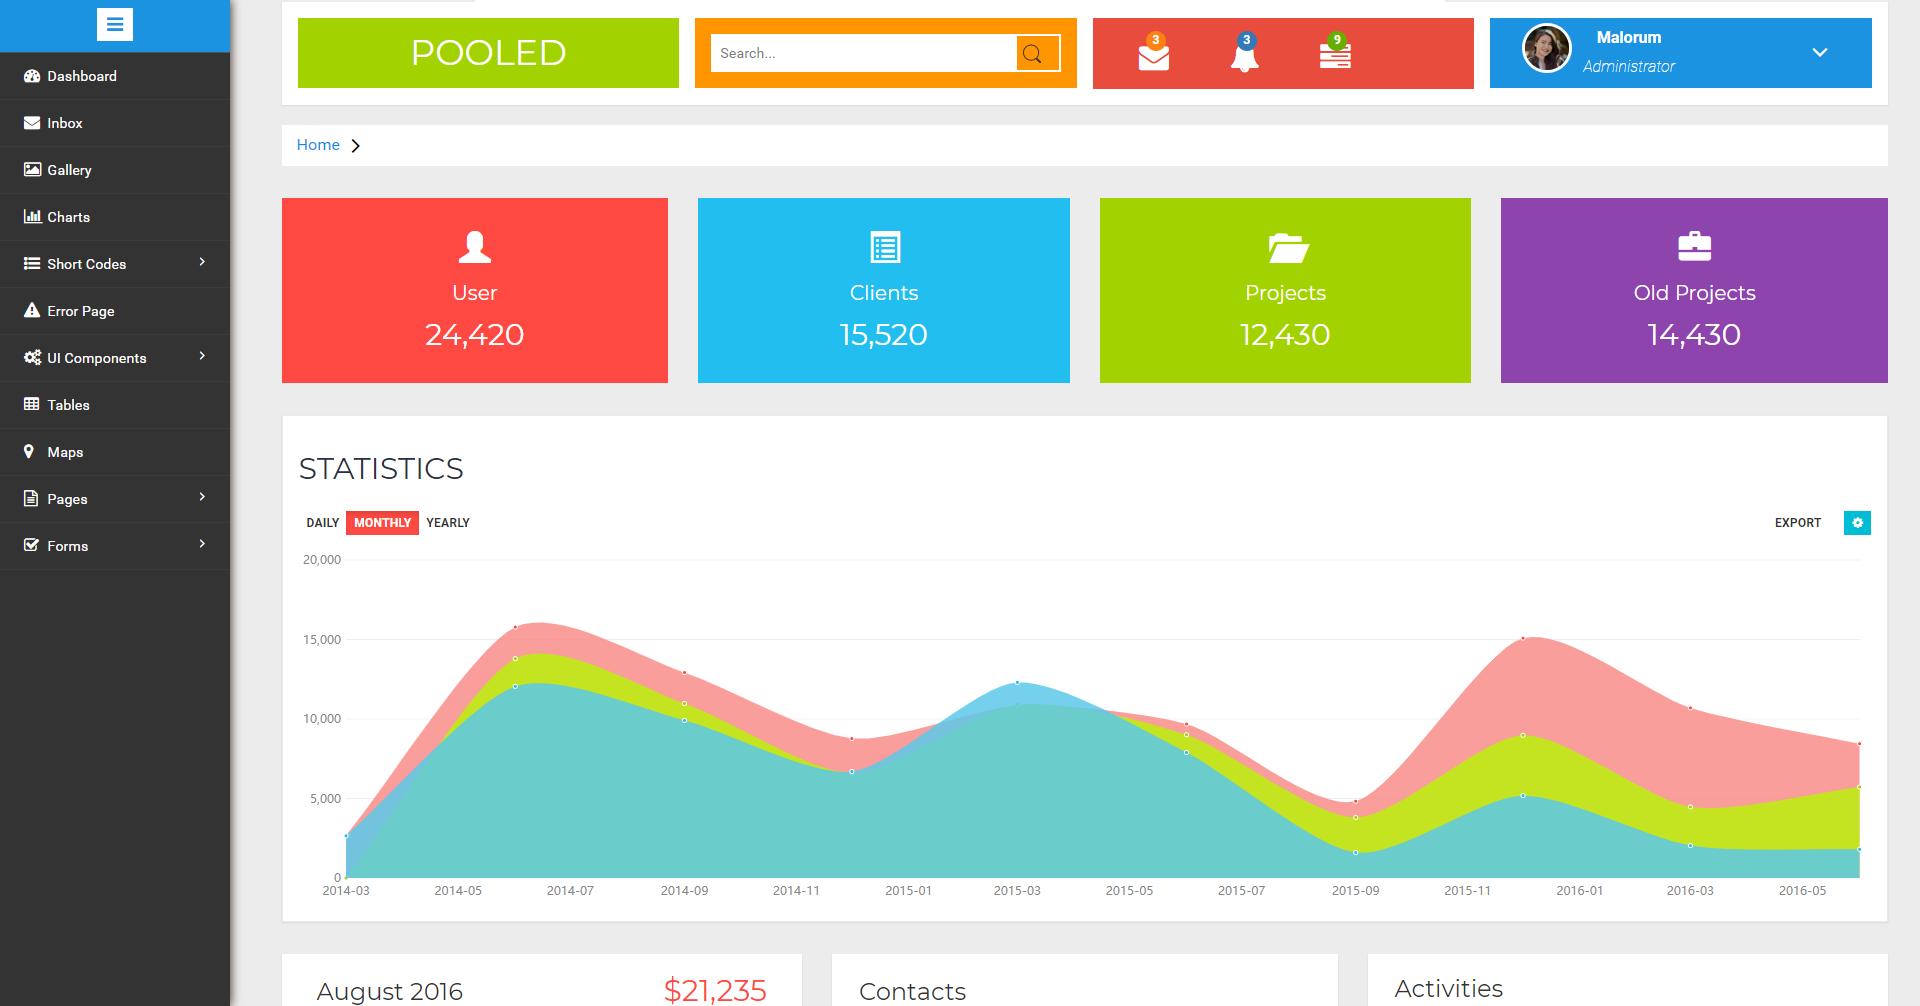 POOLED
Search...
3
3
9
Malorum
Administrator
Dashboard
Inbox
Gallery
Charts
Short Codes
Error Page
UI Components
Tables
Maps
Pages
Forms
Home
User
24,420
Clients
15,520
Projects
12,430
Old Projects
14,430
STATISTICS
DAILY MONTHLY YEARLY
EXPORT
20,000
15,000
10,000
5,000
0
2014-03 2014-05 2014-07 2014-09 2014-11 2015-01 2015-03 2015-05 2015-07 2015-09 2015-11 2016-01 2016-03 2016-05
August 2016 $21,235
Contacts
Activities